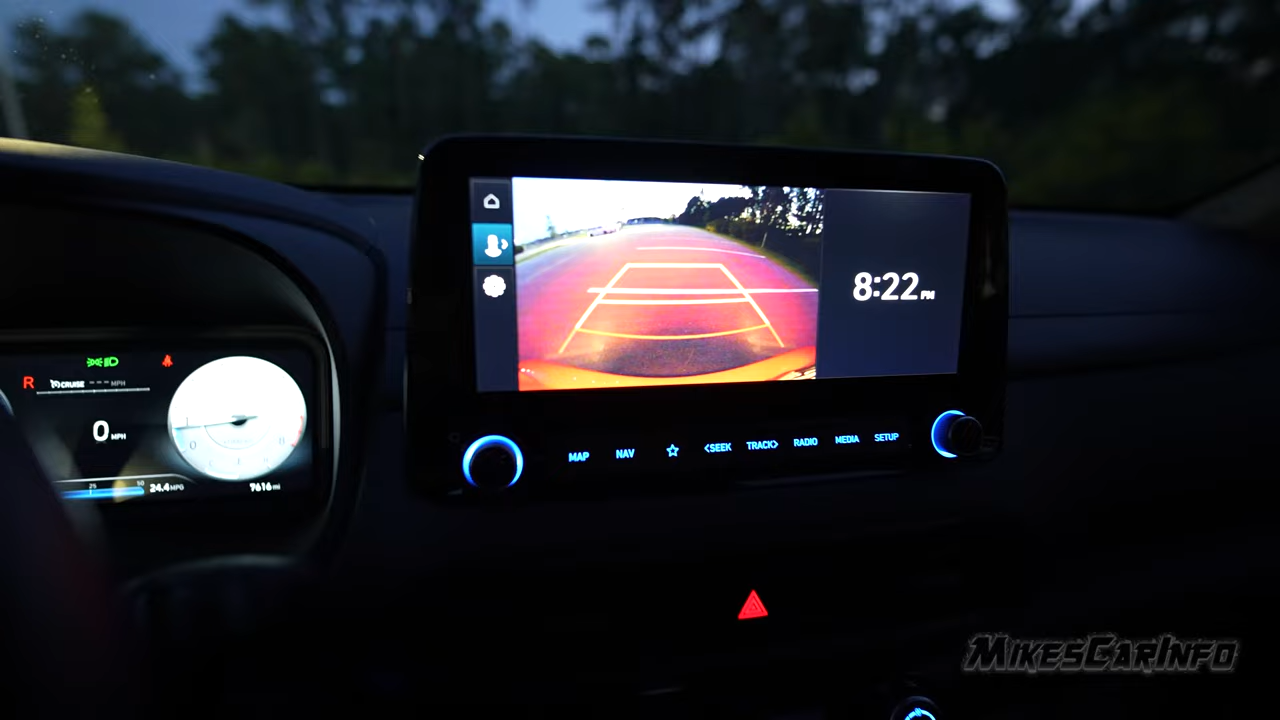 8:22 PM
R
CRUISE --- MPH
0 MPH
25 50
24.4 MPG
7616 mi
MAP NAV <SEEK TRACK> RADIO MEDIA SETUP
MIKESCARINFO